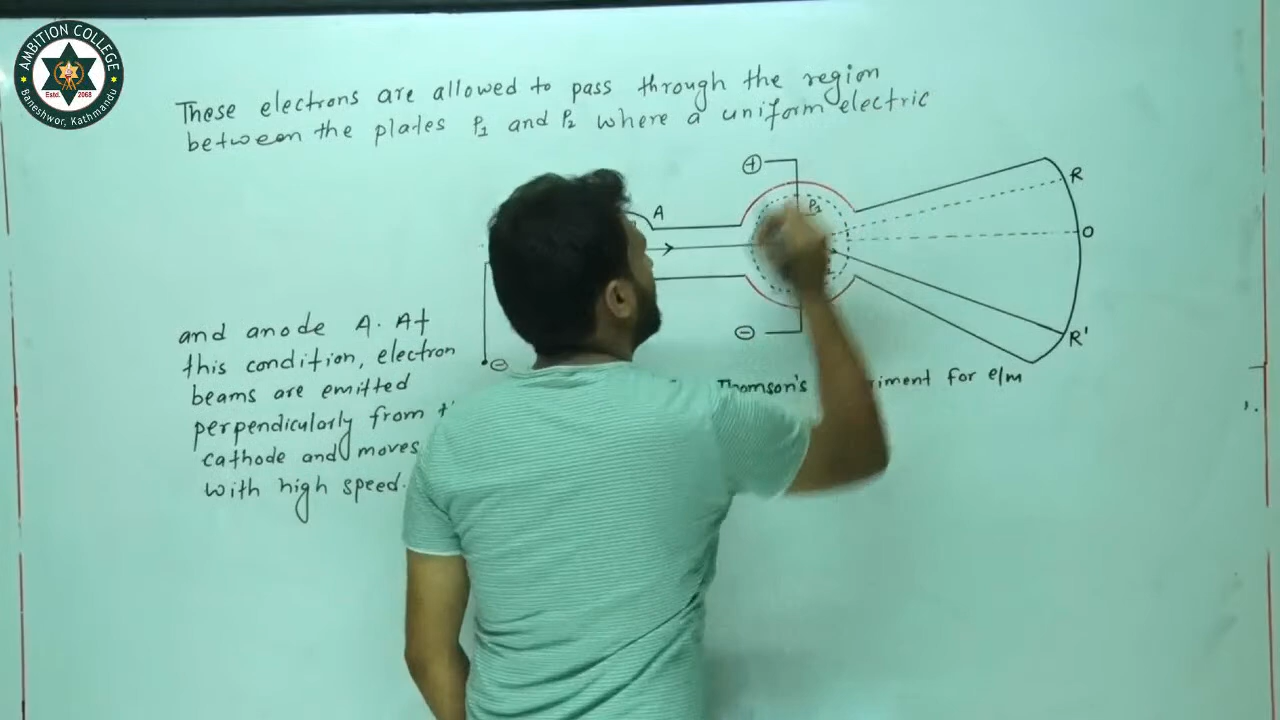 AMBITION COLLEGE
Estd. 2068
Baneshwor, Kathmandu
These electrons are allowed to pass through the region
between the plates P1 and P2 where a uniform electric
+
A
P1
R
O
R'
−
−
and anode A. At
this condition, electron
beams are emitted
perpendicularly from
cathode and moves
with high speed.
Thomson's for e/m